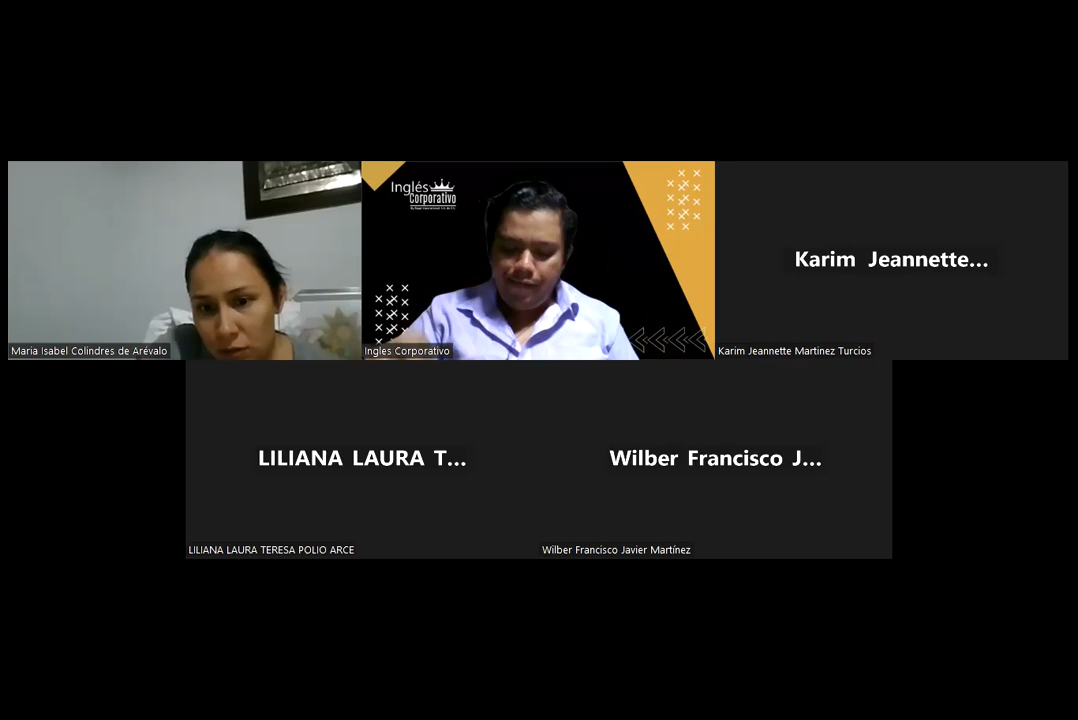 Inglés
Corporativo
Maria Isabel Colindres de Arévalo
Ingles Corporativo
Karim Jeannette...
Karim Jeannette Martinez Turcios
LILIANA LAURA T...
LILIANA LAURA TERESA POLIO ARCE
Wilber Francisco J...
Wilber Francisco Javier Martínez